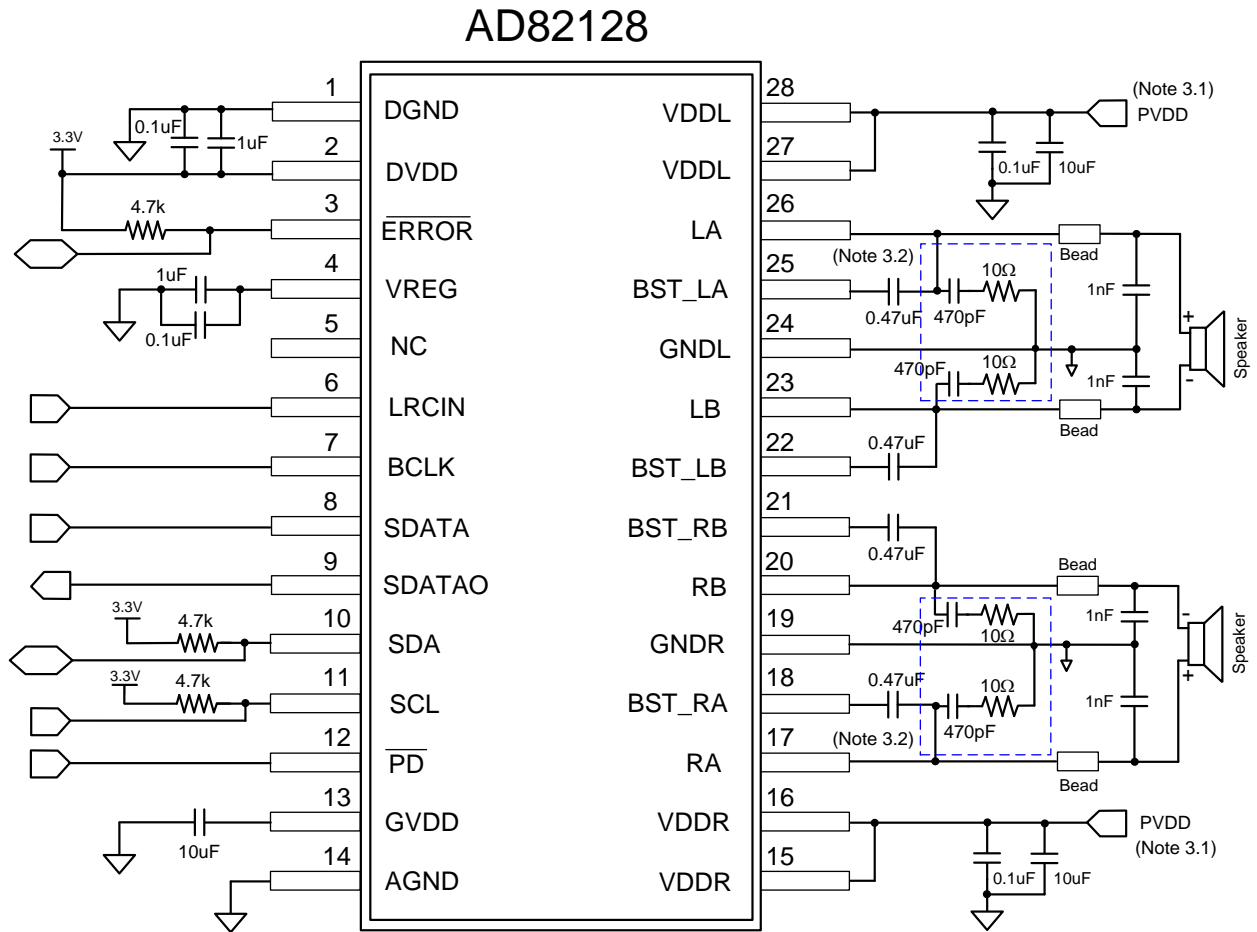 AD82128
1
DGND
0.1uF
1uF
3.3V
2
DVDD
4.7k
3
ERROR
1uF
4
VREG
0.1uF
5
NC
6
LRCIN
7
BCLK
8
SDATA
9
SDATAO
3.3V
4.7k
10
SDA
3.3V
4.7k
11
SCL
12
PD
13
GVDD
10uF
14
AGND
28
VDDL
(Note 3.1)
PVDD
27
VDDL
0.1uF
10uF
26
LA
(Note 3.2)
Bead
25
BST_LA
10Ω
0.47uF
470pF
1nF
24
GNDL
+
Speaker
-
470pF
10Ω
1nF
23
LB
Bead
22
BST_LB
0.47uF
21
BST_RB
0.47uF
20
RB
Bead
470pF
10Ω
1nF
19
GNDR
-
Speaker
+
18
BST_RA
0.47uF
10Ω
470pF
1nF
17
(Note 3.2)
RA
Bead
16
VDDR
PVDD
(Note 3.1)
15
VDDR
0.1uF
10uF